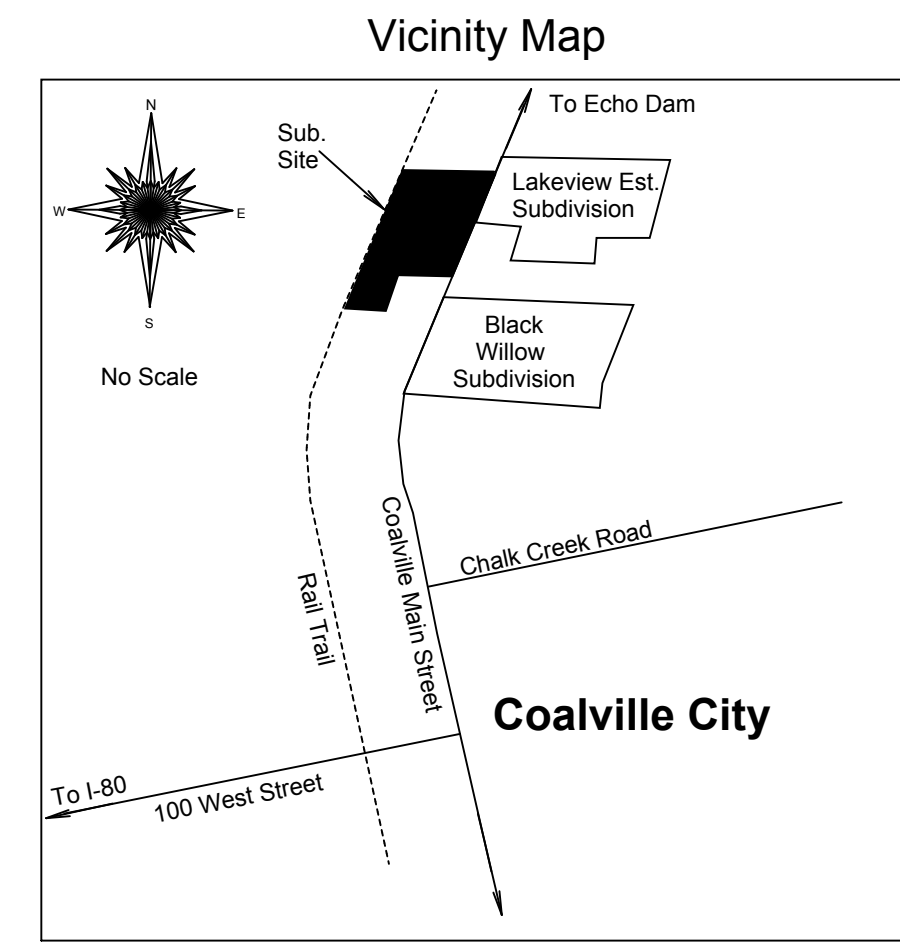 Vicinity Map
N
To Echo Dam
Sub.
Site
Lakeview Est.
Subdivision
W
E
S
Black
Willow
Subdivision
No Scale
Coalville Main Street
Chalk Creek Road
Rail Trail
Coalville City
To I-80
100 West Street